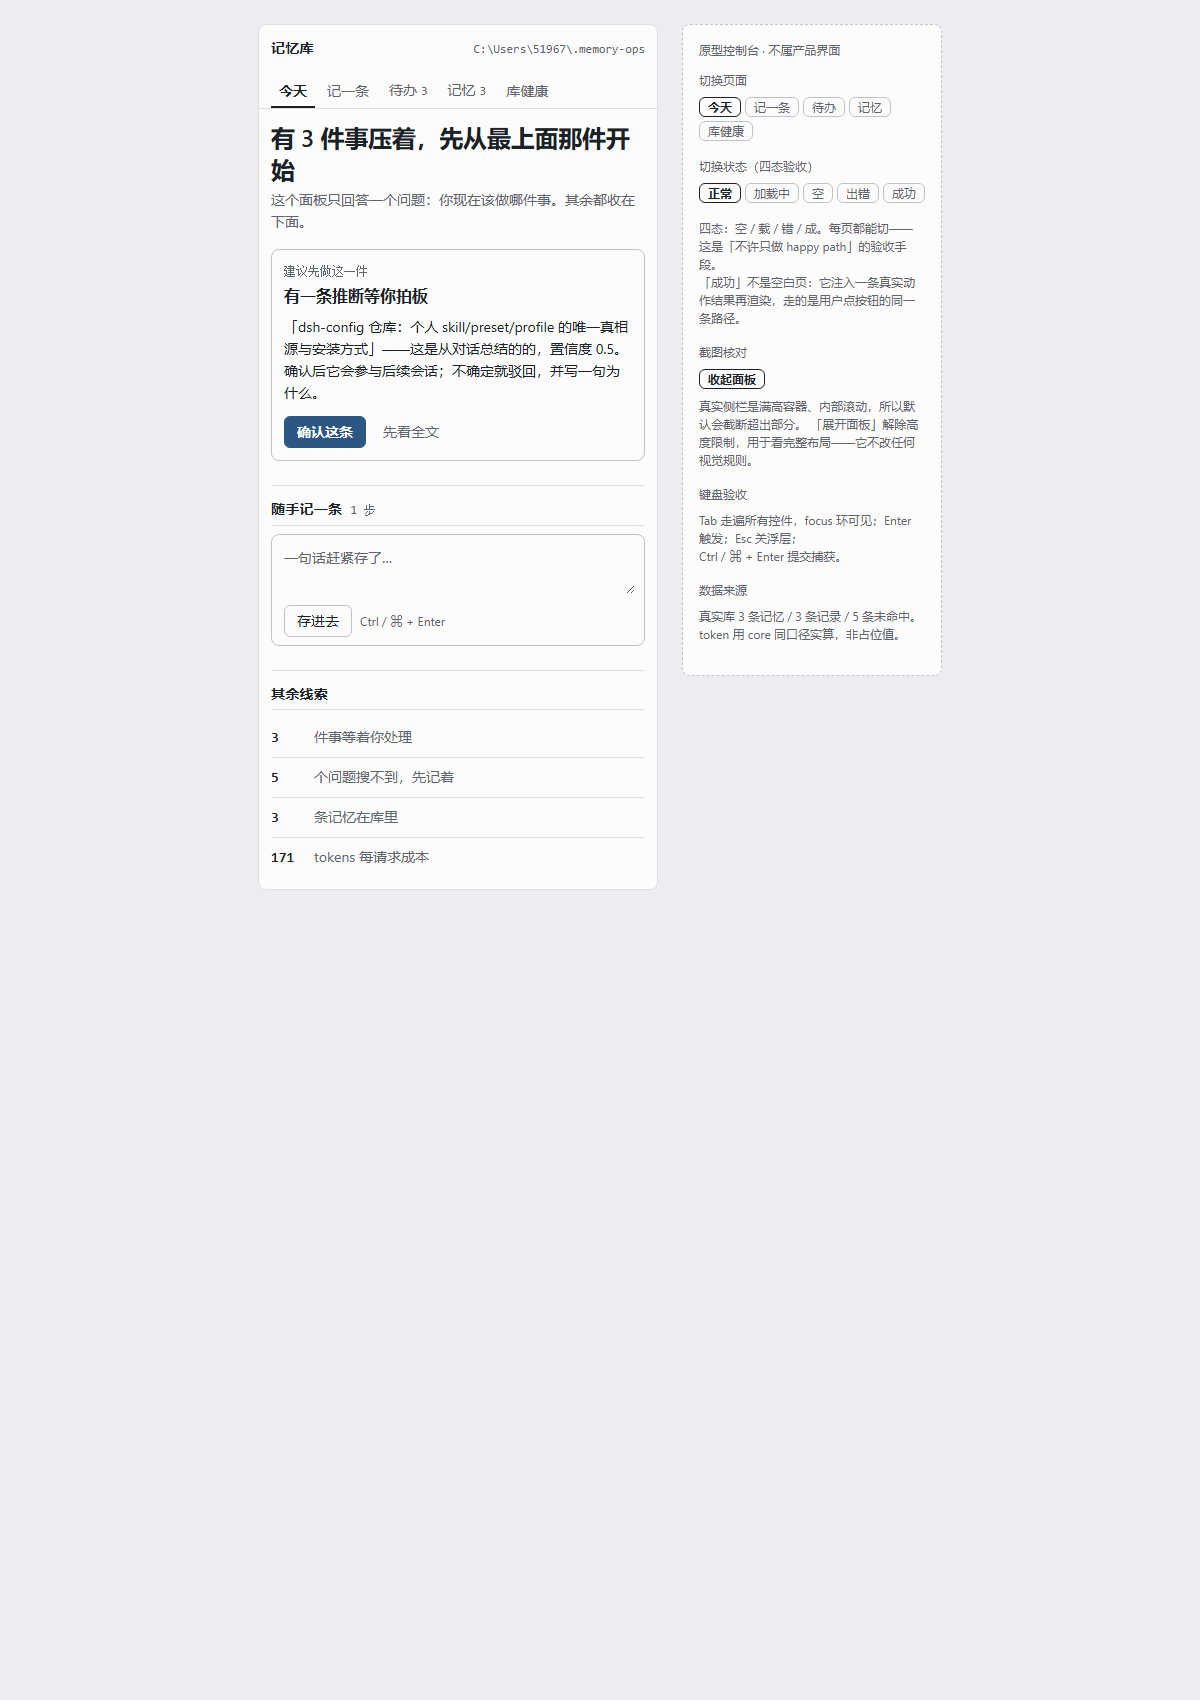 记忆库
C:\Users\51967\.memory-ops
今天 记一条 待办 3 记忆 3 库健康
有 3 件事压着，先从最上面那件开
始
这个面板只回答一个问题：你现在该做哪件事。其余都收在
下面。
建议先做这一件
有一条推断等你拍板
「dsh-config 仓库：个人 skill/preset/profile 的唯一真相
源与安装方式」——这是从对话总结的的，置信度 0.5。
确认后它会参与后续会话；不确定就驳回，并写一句为
什么。
确认这条 先看全文
随手记一条 1 步
一句话赶紧存了…
存进去 Ctrl / ⌘ + Enter
其余线索
3 件事等着你处理
5 个问题搜不到，先记着
3 条记忆在库里
171 tokens 每请求成本
原型控制台 · 不属产品界面
切换页面
今天 记一条 待办 记忆
库健康
切换状态（四态验收）
正常 加载中 空 出错 成功
四态：空 / 载 / 错 / 成。每页都能切——
这是「不许只做 happy path」的验收手
段。
「成功」不是空白页：它注入一条真实动
作结果再渲染，走的是用户点按钮的同一
条路径。
截图核对
收起面板
真实侧栏是满高容器、内部滚动，所以默
认会截断超出部分。 「展开面板」解除高
度限制，用于看完整布局——它不改任何
视觉规则。
键盘验收
Tab 走遍所有控件，focus 环可见；Enter
触发；Esc 关浮层；
Ctrl / ⌘ + Enter 提交捕获。
数据来源
真实库 3 条记忆 / 3 条记录 / 5 条未命中。
token 用 core 同口径实算，非占位值。